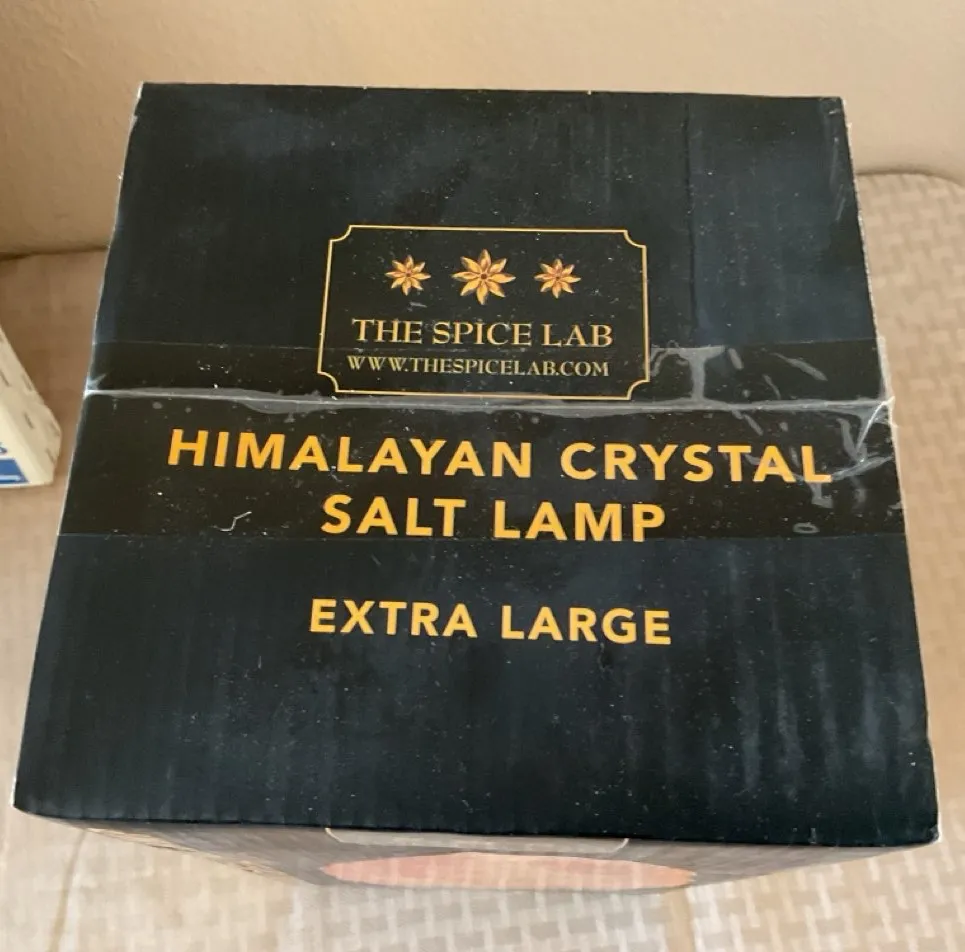 THE SPICE LAB
WWW.THESPICELAB.COM
HIMALAYAN CRYSTAL
SALT LAMP
EXTRA LARGE